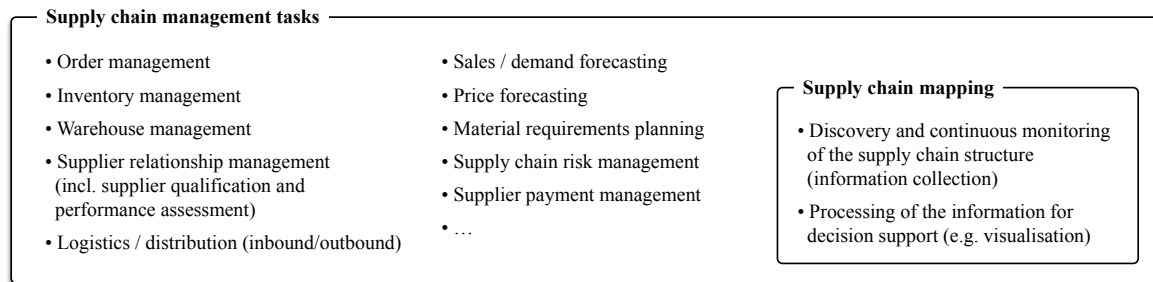 Supply chain management tasks
• Order management
• Inventory management
• Warehouse management
• Supplier relationship management
(incl. supplier qualification and
performance assessment)
• Logistics / distribution (inbound/outbound)
• Sales / demand forecasting
• Price forecasting
• Material requirements planning
• Supply chain risk management
• Supplier payment management
• …
Supply chain mapping
• Discovery and continuous monitoring
of the supply chain structure
(information collection)
• Processing of the information for
decision support (e.g. visualisation)